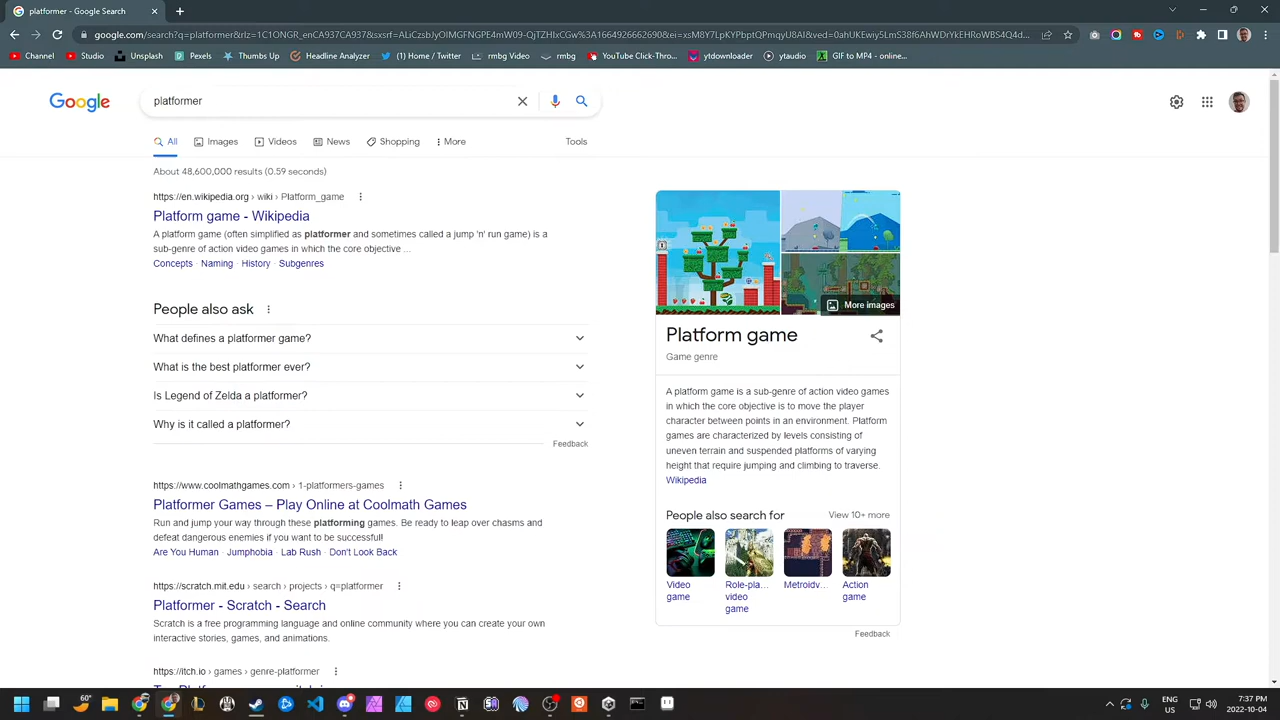 platformer - Google Search
google.com/search?q=platformer&rlz=1C1ONGR_enCA937CA937&sxsrf=
Channel
Studio
Unsplash
Pexels
Trending Searches
Headline Analyzer
(1) Home / Twitter
rmbg Video
rmbg
YouTube Click-Thro...
ytdownloader
ytaudio
GIF to MP4 - online...
Google
platformer
All
Images
Videos
News
Shopping
More
Tools
About 48,600,000 results (0.59 seconds)
https://en.wikipedia.org › wiki › Platform_game
Platform game - Wikipedia
A platform game (often simplified as platformer and sometimes called a jump 'n' run game) is a
sub-genre of action video games in which the core objective ...
Concepts · Naming · History · Subgenres
People also ask
What defines a platformer game?
What is the best platformer ever?
Is Legend of Zelda a platformer?
Why is it called a platformer?
Feedback
https://www.coolmathgames.com › 1-platformers-games
Platformer Games – Play Online at Coolmath Games
Run and jump your way through these platforming games. Be ready to leap over chasms and
defeat dangerous enemies if you want to be successful!
Are You Human · Jumphobia · Lab Rush · Don't Look Back
https://scratch.mit.edu › search › projects › q=platformer
Platformer - Scratch - Search
Scratch is a free programming language and online community where you can create your own
interactive stories, games, and animations.
https://itch.io › games › genre-platformer
More images
Platform game
Game genre
A platform game is a sub-genre of action video games
in which the core objective is to move the player
character between points in an environment. Platform
games are characterized by levels consisting of
uneven terrain and suspended platforms of varying
height that require jumping and climbing to traverse.
Wikipedia
People also search for
View 10+ more
Video
game
Role-pla...
video
game
Metroidv...
Action
game
Feedback
60°
ENG
US
7:37 PM
2022-10-04